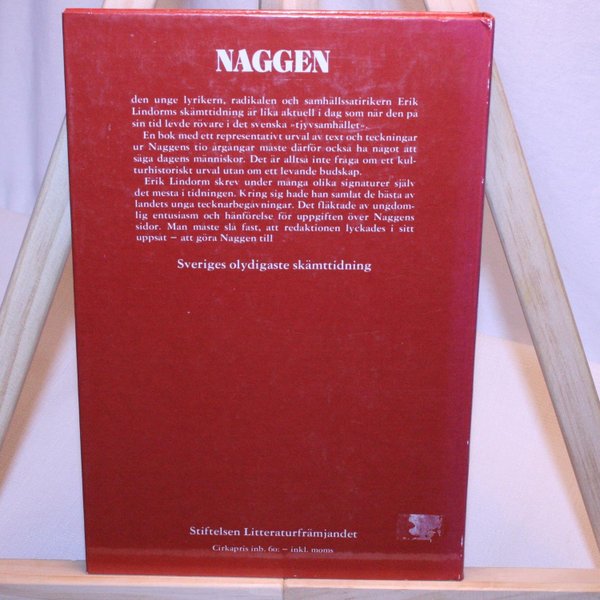 NAGGEN
den unge lyrikern, radikalen och samhällssatirikern Erik
Lindorms skämttidning är lika aktuell i dag som när den på
sin tid levde rövare i det svenska »tjyvsamhället«.
En bok med ett representativt urval av text och teckningar
ur Naggens tio årgångar måste därför också ha något att
säga dagens människor. Det är alltså inte fråga om ett kul-
turhistoriskt urval utan om ett levande budskap.
Erik Lindorm skrev under många olika signaturer själv
det mesta i tidningen. Kring sig hade han samlat de bästa av
landets unga tecknarbegåvningar. Det fläktade av ungdom-
lig entusiasm och hänförelse för uppgiften över Naggens
sidor. Man måste slå fast, att redaktionen lyckades i sitt
uppsåt – att göra Naggen till
Sveriges olydigaste skämttidning
Stiftelsen Litteraturfrämjandet
Cirkapris inb. 60:– inkl. moms